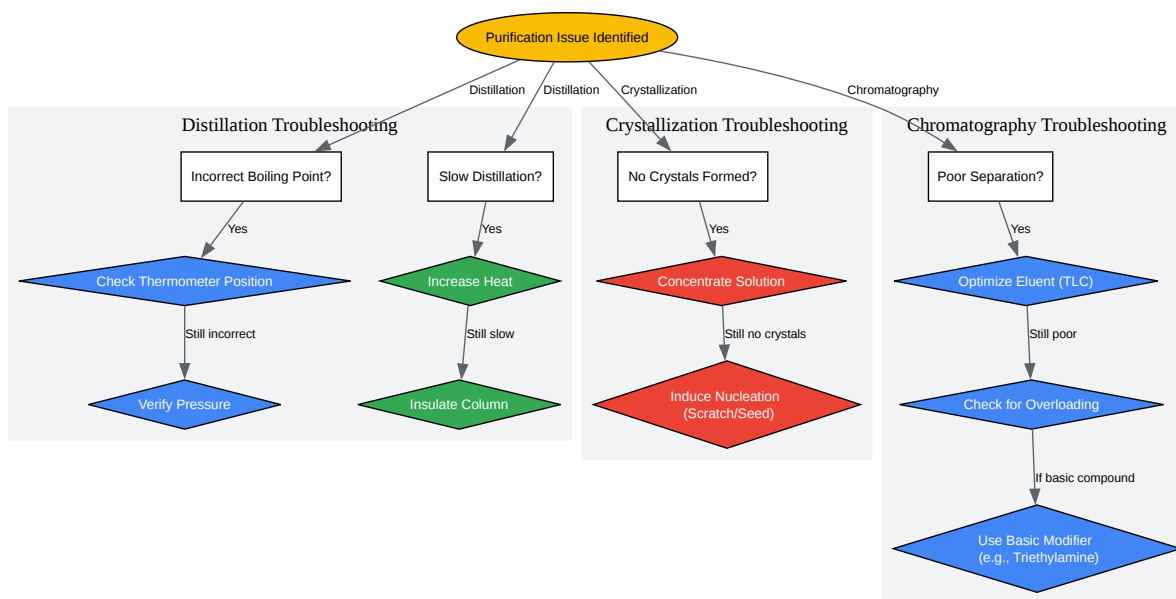 Purification Issue Identified
Distillation
Distillation
Crystallization
Chromatography
Distillation Troubleshooting
Crystallization Troubleshooting
Chromatography Troubleshooting
Incorrect Boiling Point?
Slow Distillation?
No Crystals Formed?
Poor Separation?
Yes
Yes
Yes
Yes
Check Thermometer Position
Increase Heat
Concentrate Solution
Optimize Eluent (TLC)
Still incorrect
Still slow
Still no crystals
Still poor
Verify Pressure
Insulate Column
Induce Nucleation
(Scratch/Seed)
Check for Overloading
If basic compound
Use Basic Modifier
(e.g., Triethylamine)